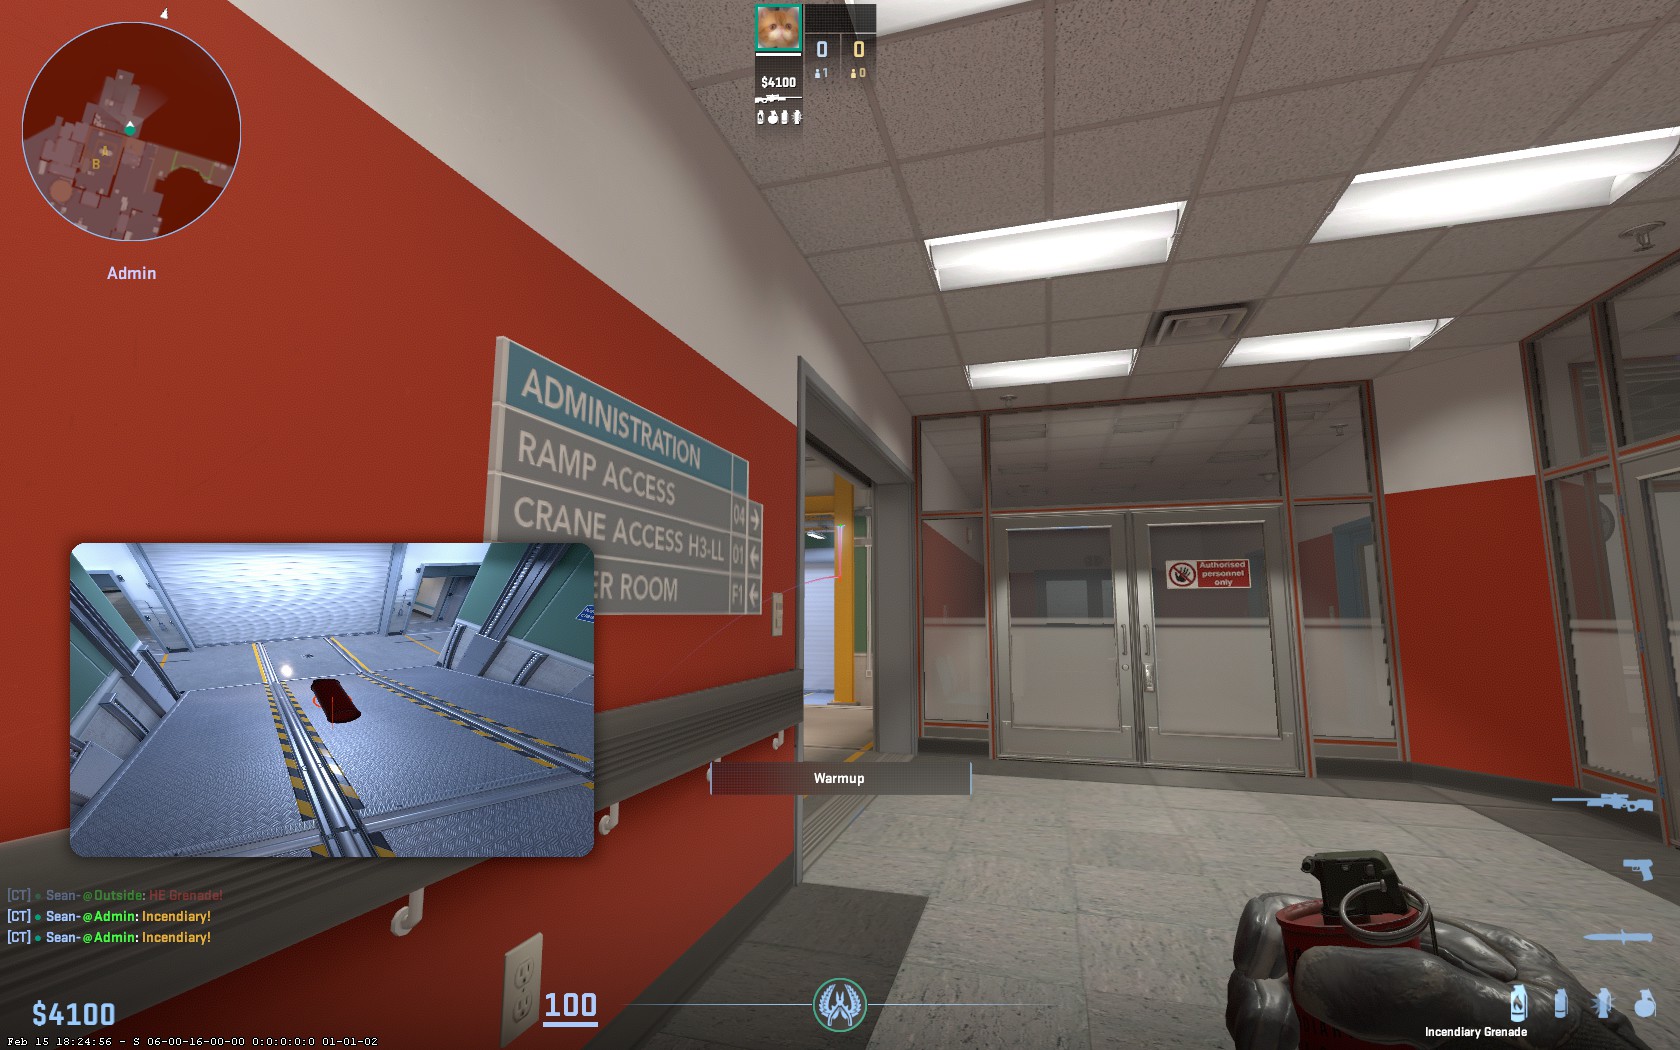 0 0
1 0
$4100
A
B
Admin
ADMINISTRATION
RAMP ACCESS 04
CRANE ACCESS H3-LL 01
ER ROOM F1
Authorised
personnel
only
Warmup
[CT] Sean-@Outside: HE Grenade!
[CT] Sean-@Admin: Incendiary!
[CT] Sean-@Admin: Incendiary!
$4100
100
Incendiary Grenade
Feb 15 18:24:56 - S 06-00-16-00-00 0:0:0:0:0 01-01-02